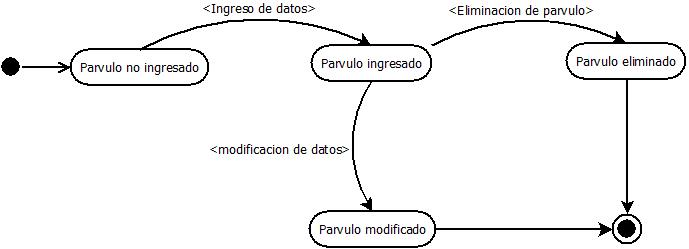 <Ingreso de datos>
<Eliminacion de parvulo>
Parvulo no ingresado
Parvulo ingresado
Parvulo eliminado
<modificacion de datos>
Parvulo modificado